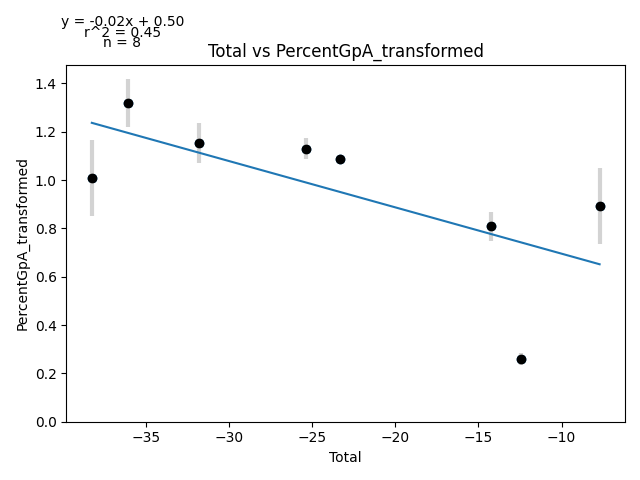 y = -0.02x + 0.50
r^2 = 0.45
n = 8
Total vs PercentGpA_transformed
PercentGpA_transformed
1.4
1.2
1.0
0.8
0.6
0.4
0.2
0.0
−35
−30
−25
−20
−15
−10
Total